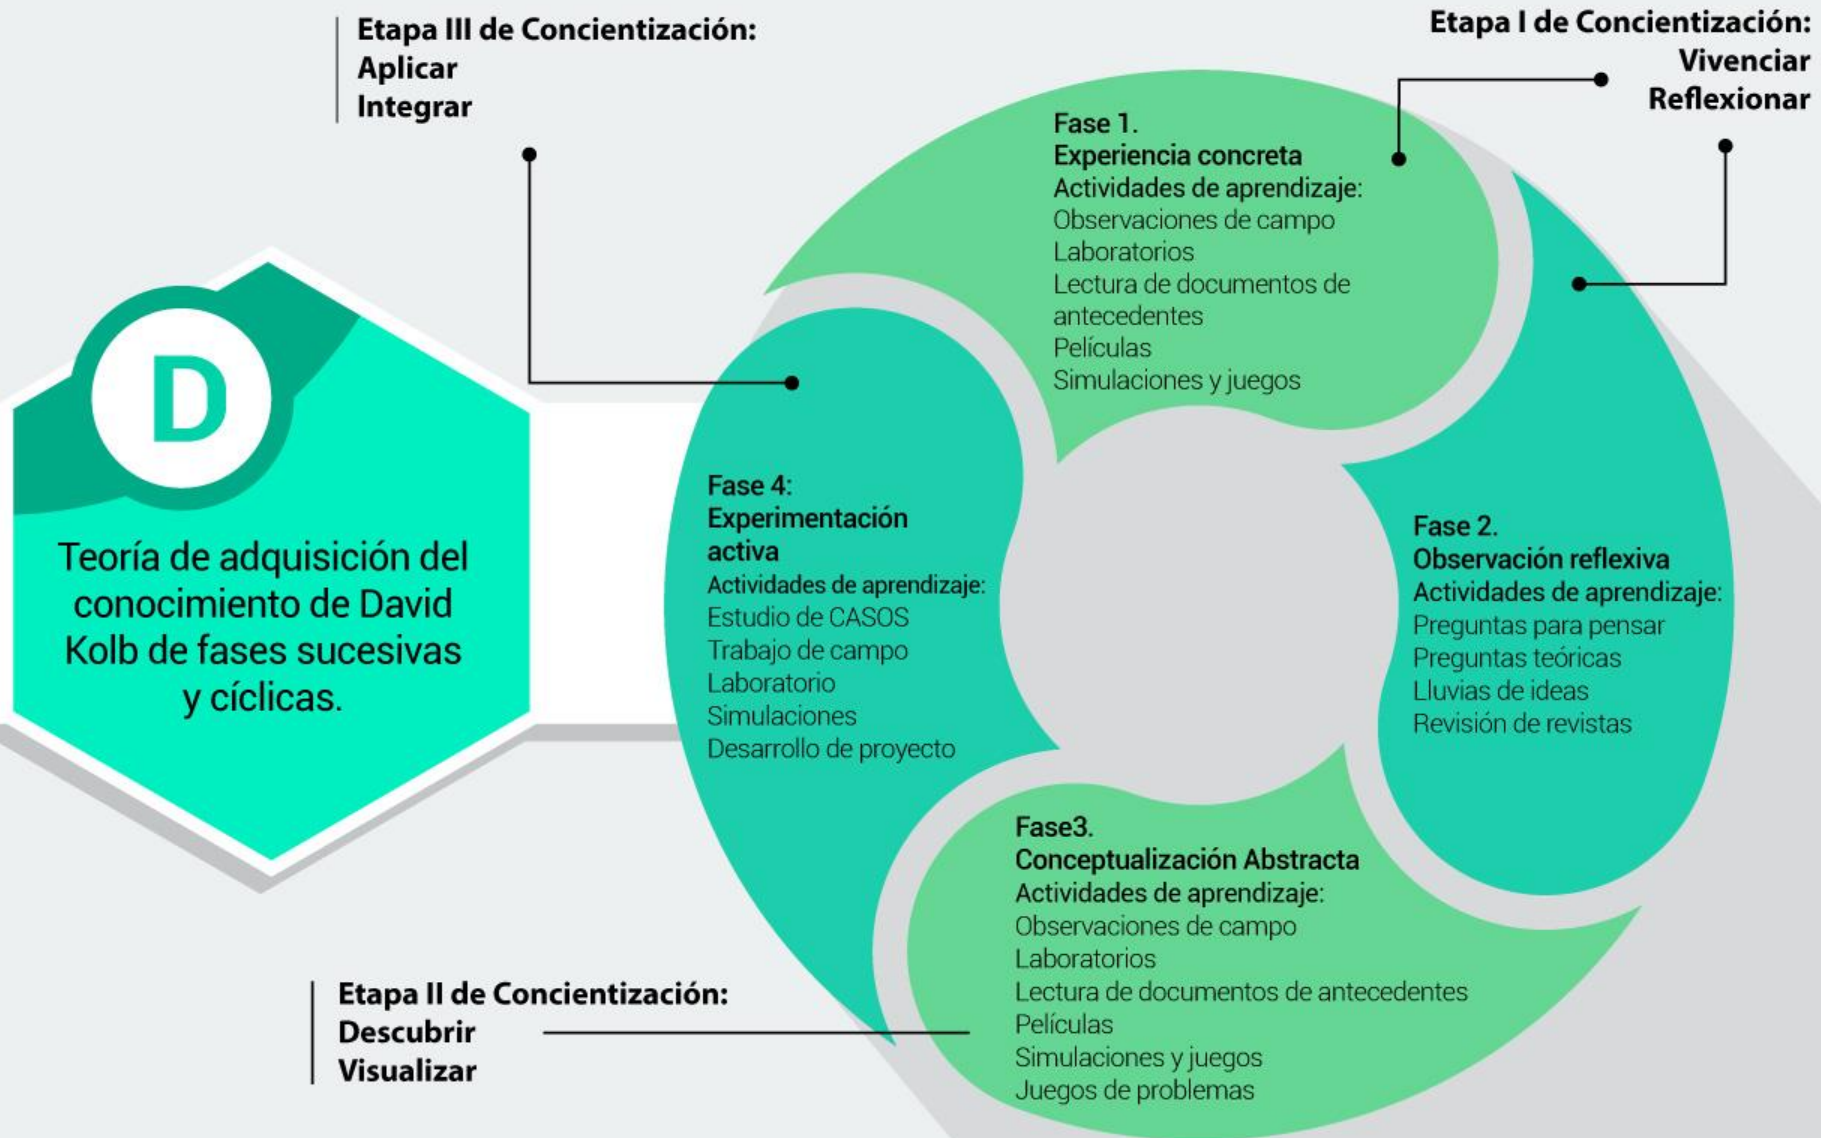 Etapa III de Concientización:
Aplicar
Integrar
Etapa I de Concientización:
Vivenciar
Reflexionar
Fase 1.
Experiencia concreta
Actividades de aprendizaje:
Observaciones de campo
Laboratorios
Lectura de documentos de
antecedentes
Películas
Simulaciones y juegos
D
Teoría de adquisición del
conocimiento de David
Kolb de fases sucesivas
y cíclicas.
Fase 4:
Experimentación
activa
Actividades de aprendizaje:
Estudio de CASOS
Trabajo de campo
Laboratorio
Simulaciones
Desarrollo de proyecto
Fase 2.
Observación reflexiva
Actividades de aprendizaje:
Preguntas para pensar
Preguntas teóricas
Lluvias de ideas
Revisión de revistas
Fase3.
Conceptualización Abstracta
Actividades de aprendizaje:
Observaciones de campo
Laboratorios
Lectura de documentos de antecedentes
Películas
Simulaciones y juegos
Juegos de problemas
Etapa II de Concientización:
Descubrir
Visualizar